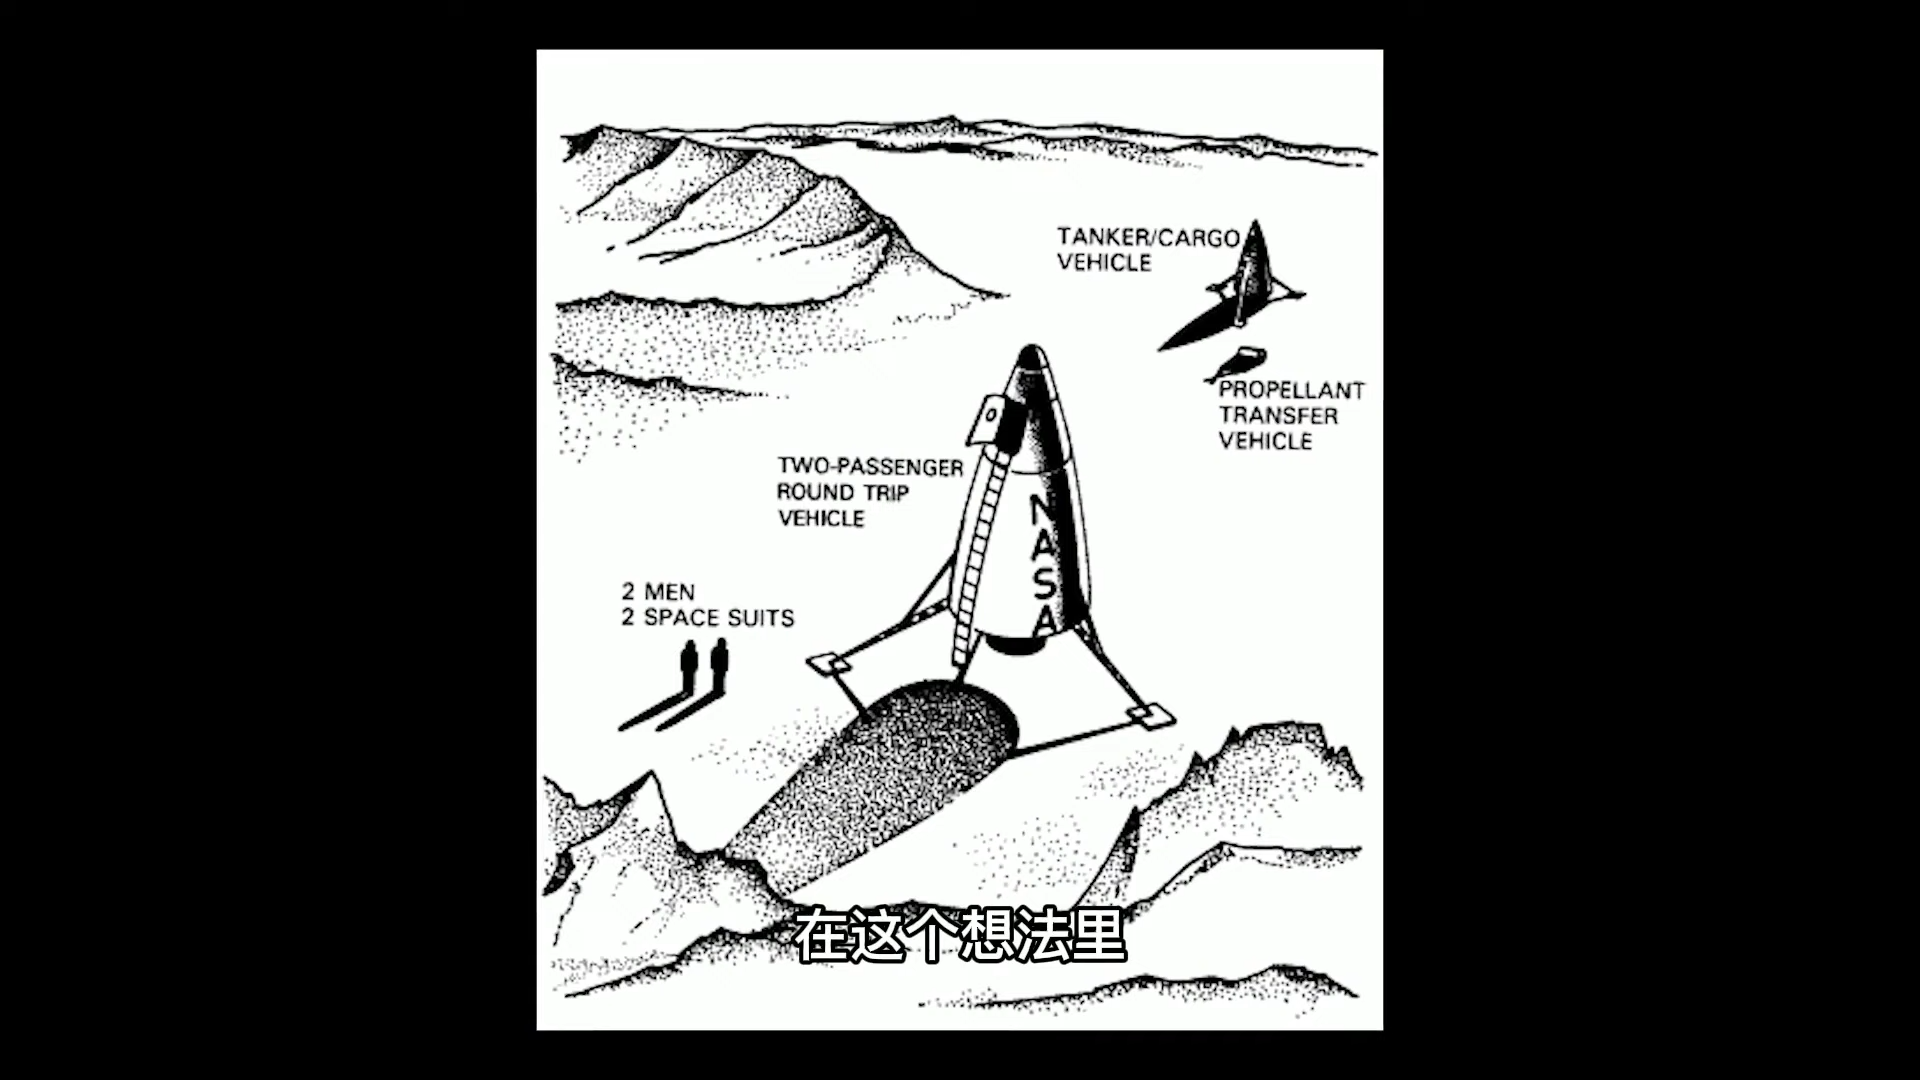 TANKER/CARGO
VEHICLE
PROPELLANT
TRANSFER
VEHICLE
TWO-PASSENGER
ROUND TRIP
VEHICLE
NASA
2 MEN
2 SPACE SUITS
在这个想法里